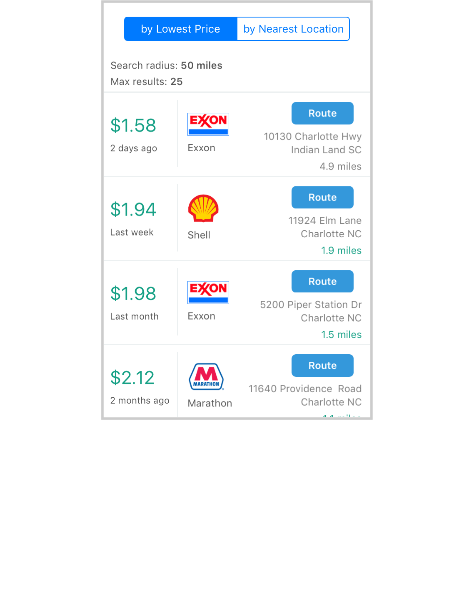 by Lowest Price
by Nearest Location
Search radius: 50 miles
Max results: 25
$1.58
2 days ago
EXXON
Exxon
Route
10130 Charlotte Hwy
Indian Land SC
4.9 miles
$1.94
Last week
Shell
Route
11924 Elm Lane
Charlotte NC
1.9 miles
$1.98
Last month
EXXON
Exxon
Route
5200 Piper Station Dr
Charlotte NC
1.5 miles
$2.12
2 months ago
MARATHON
Marathon
Route
11640 Providence Road
Charlotte NC